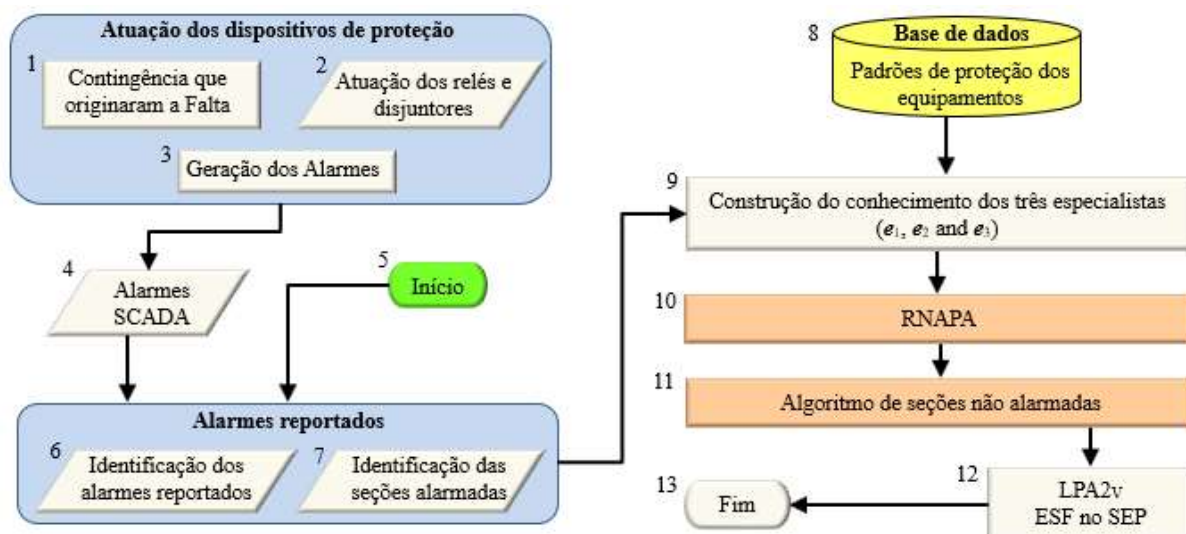 Atuação dos dispositivos de proteção
1
Contingência que
originaram a Falta
2
Atuação dos relés e
disjuntores
3
Geração dos Alarmes
4
Alarmes
SCADA
5
Início
Alarmes reportados
6
Identificação dos
alarmes reportados
7
Identificação das
seções alarmadas
8
Base de dados
Padrões de proteção dos
equipamentos
9
Construção do conhecimento dos três especialistas
(e1, e2 and e3)
10
RNAPA
11
Algoritmo de seções não alarmadas
12
LPA2v
ESF no SEP
13
Fim